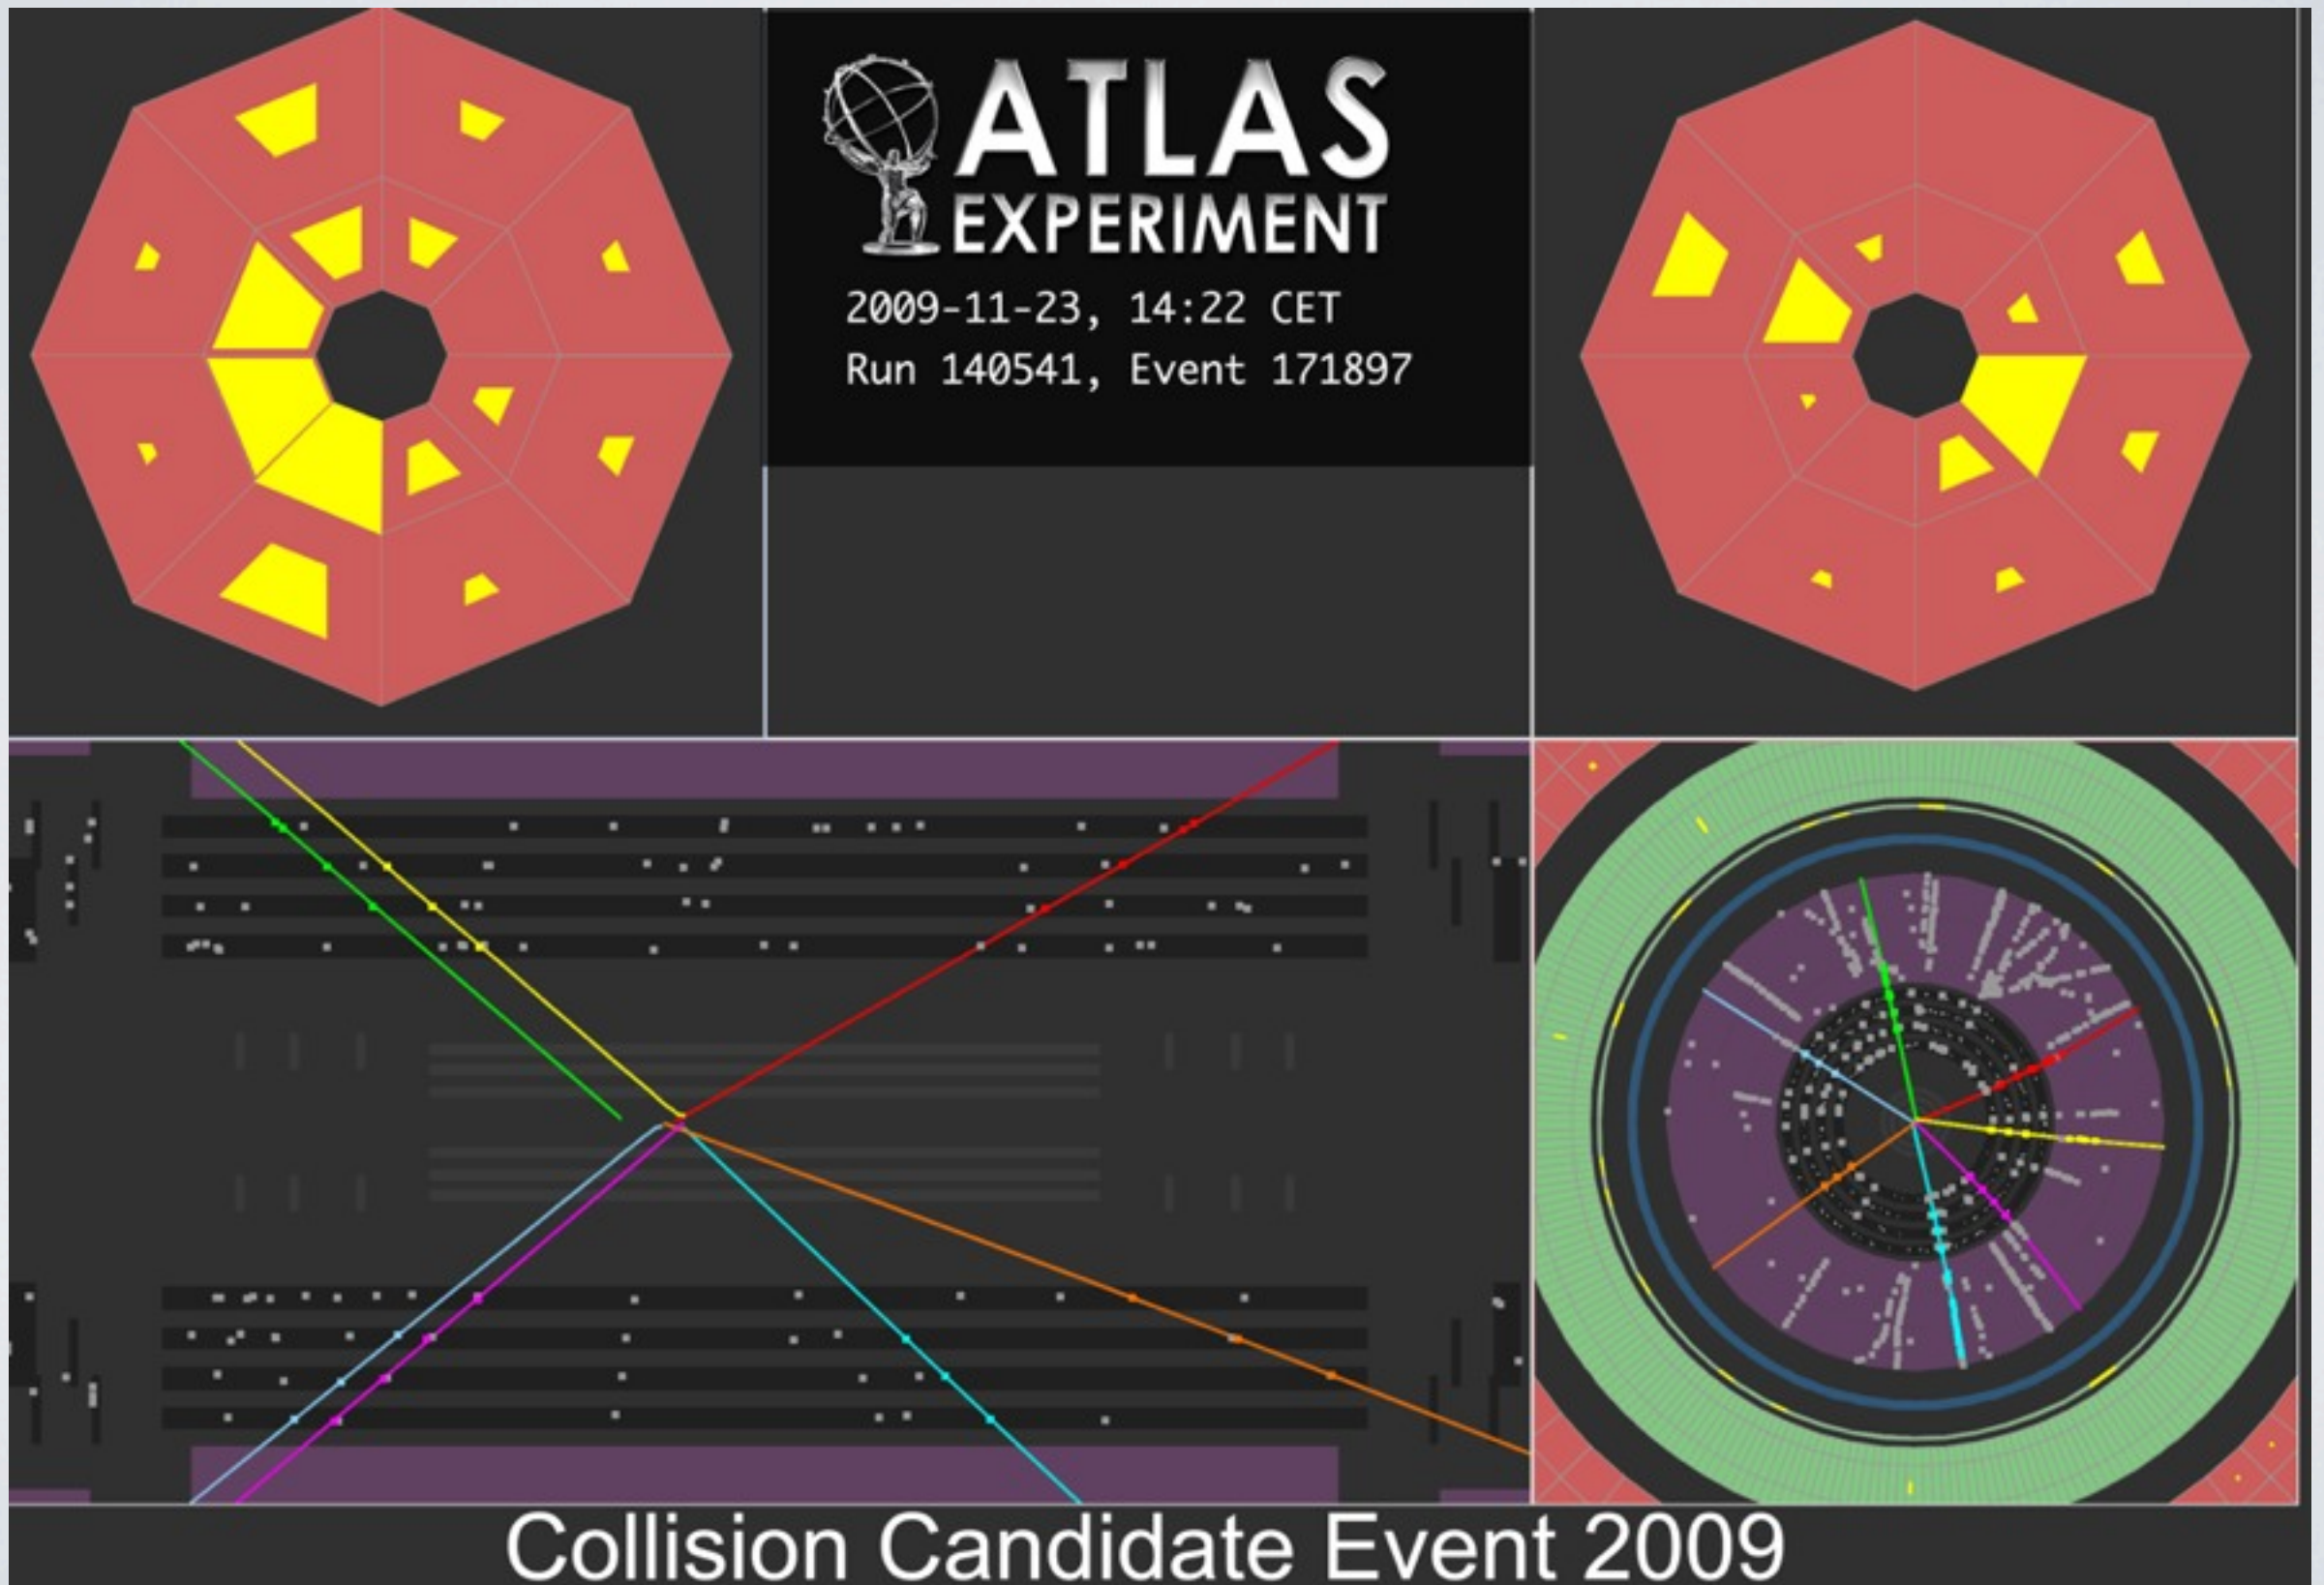 ATLAS
EXPERIMENT
2009-11-23, 14:22 CET
Run 140541, Event 171897
Collision Candidate Event 2009